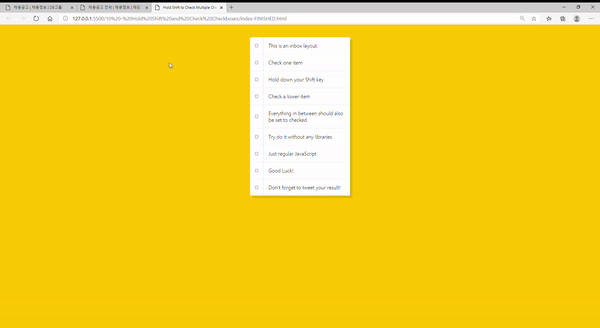 Hold Shift to Check Multiple Ch
127.0.0.1:5500/10%20-%20Hold%20Shift%20and%20Check%20Checkboxes/index-FINISHED.html
This is an inbox layout.
Check one item
Hold down your Shift key
Check a lower item
Everything in between should also
be set to checked
Try do it without any libraries
Just regular JavaScript
Good Luck!
Don't forget to tweet your result!